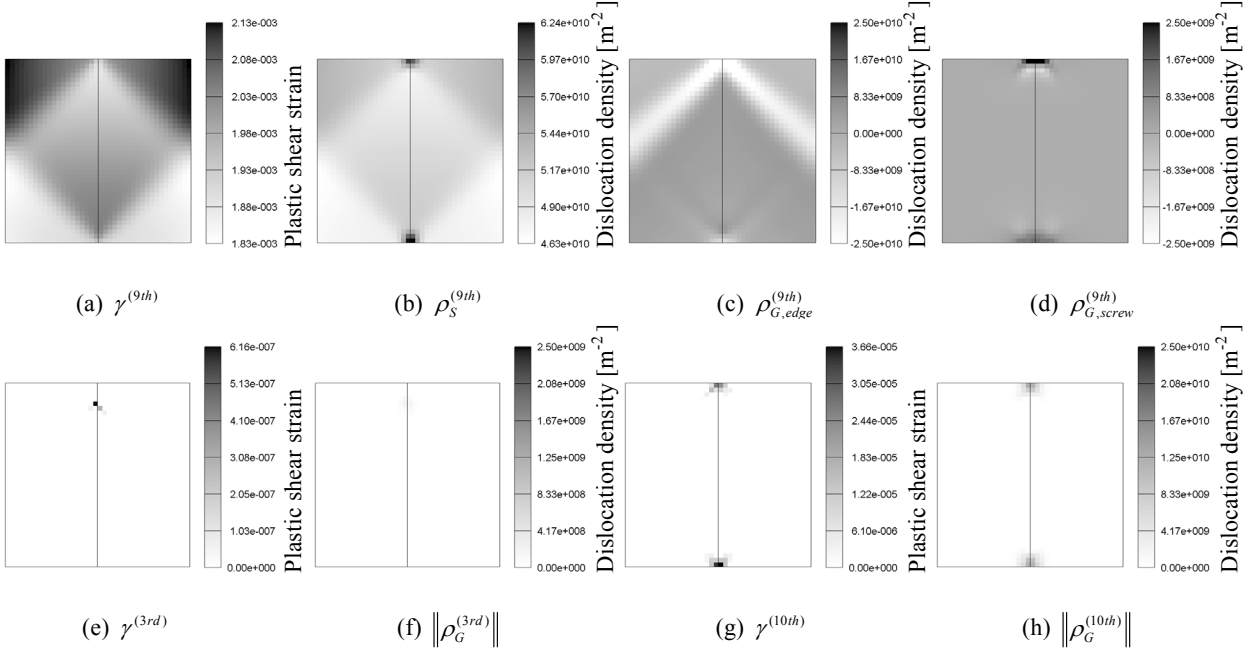 2.13e-003
2.08e-003
2.03e-003
1.98e-003
1.93e-003
1.88e-003
1.83e-003
Plastic shear strain
6.24e+010
5.97e+010
5.70e+010
5.44e+010
5.17e+010
4.90e+010
4.63e+010
Dislocation density [m⁻²]
2.50e+010
1.67e+010
8.33e+009
0.00e+000
-8.33e+009
-1.67e+010
-2.50e+010
Dislocation density [m⁻²]
2.50e+009
1.67e+009
8.33e+008
0.00e+000
-8.33e+008
-1.67e+009
-2.50e+009
Dislocation density [m⁻²]
(a) γ^(9th)
(b) ρ_S^(9th)
(c) ρ_G,edge^(9th)
(d) ρ_G,screw^(9th)
6.16e-007
5.13e-007
4.10e-007
3.08e-007
2.05e-007
1.03e-007
0.00e+000
Plastic shear strain
2.50e+009
2.08e+009
1.67e+009
1.25e+009
8.33e+008
4.17e+008
0.00e+000
Dislocation density [m⁻²]
3.66e-005
3.05e-005
2.44e-005
1.83e-005
1.22e-005
6.10e-006
0.00e+000
Plastic shear strain
2.50e+010
2.08e+010
1.67e+010
1.25e+010
8.33e+009
4.17e+009
0.00e+000
Dislocation density [m⁻²]
(e) γ^(3rd)
(f) ‖ρ_G^(3rd)‖
(g) γ^(10th)
(h) ‖ρ_G^(10th)‖